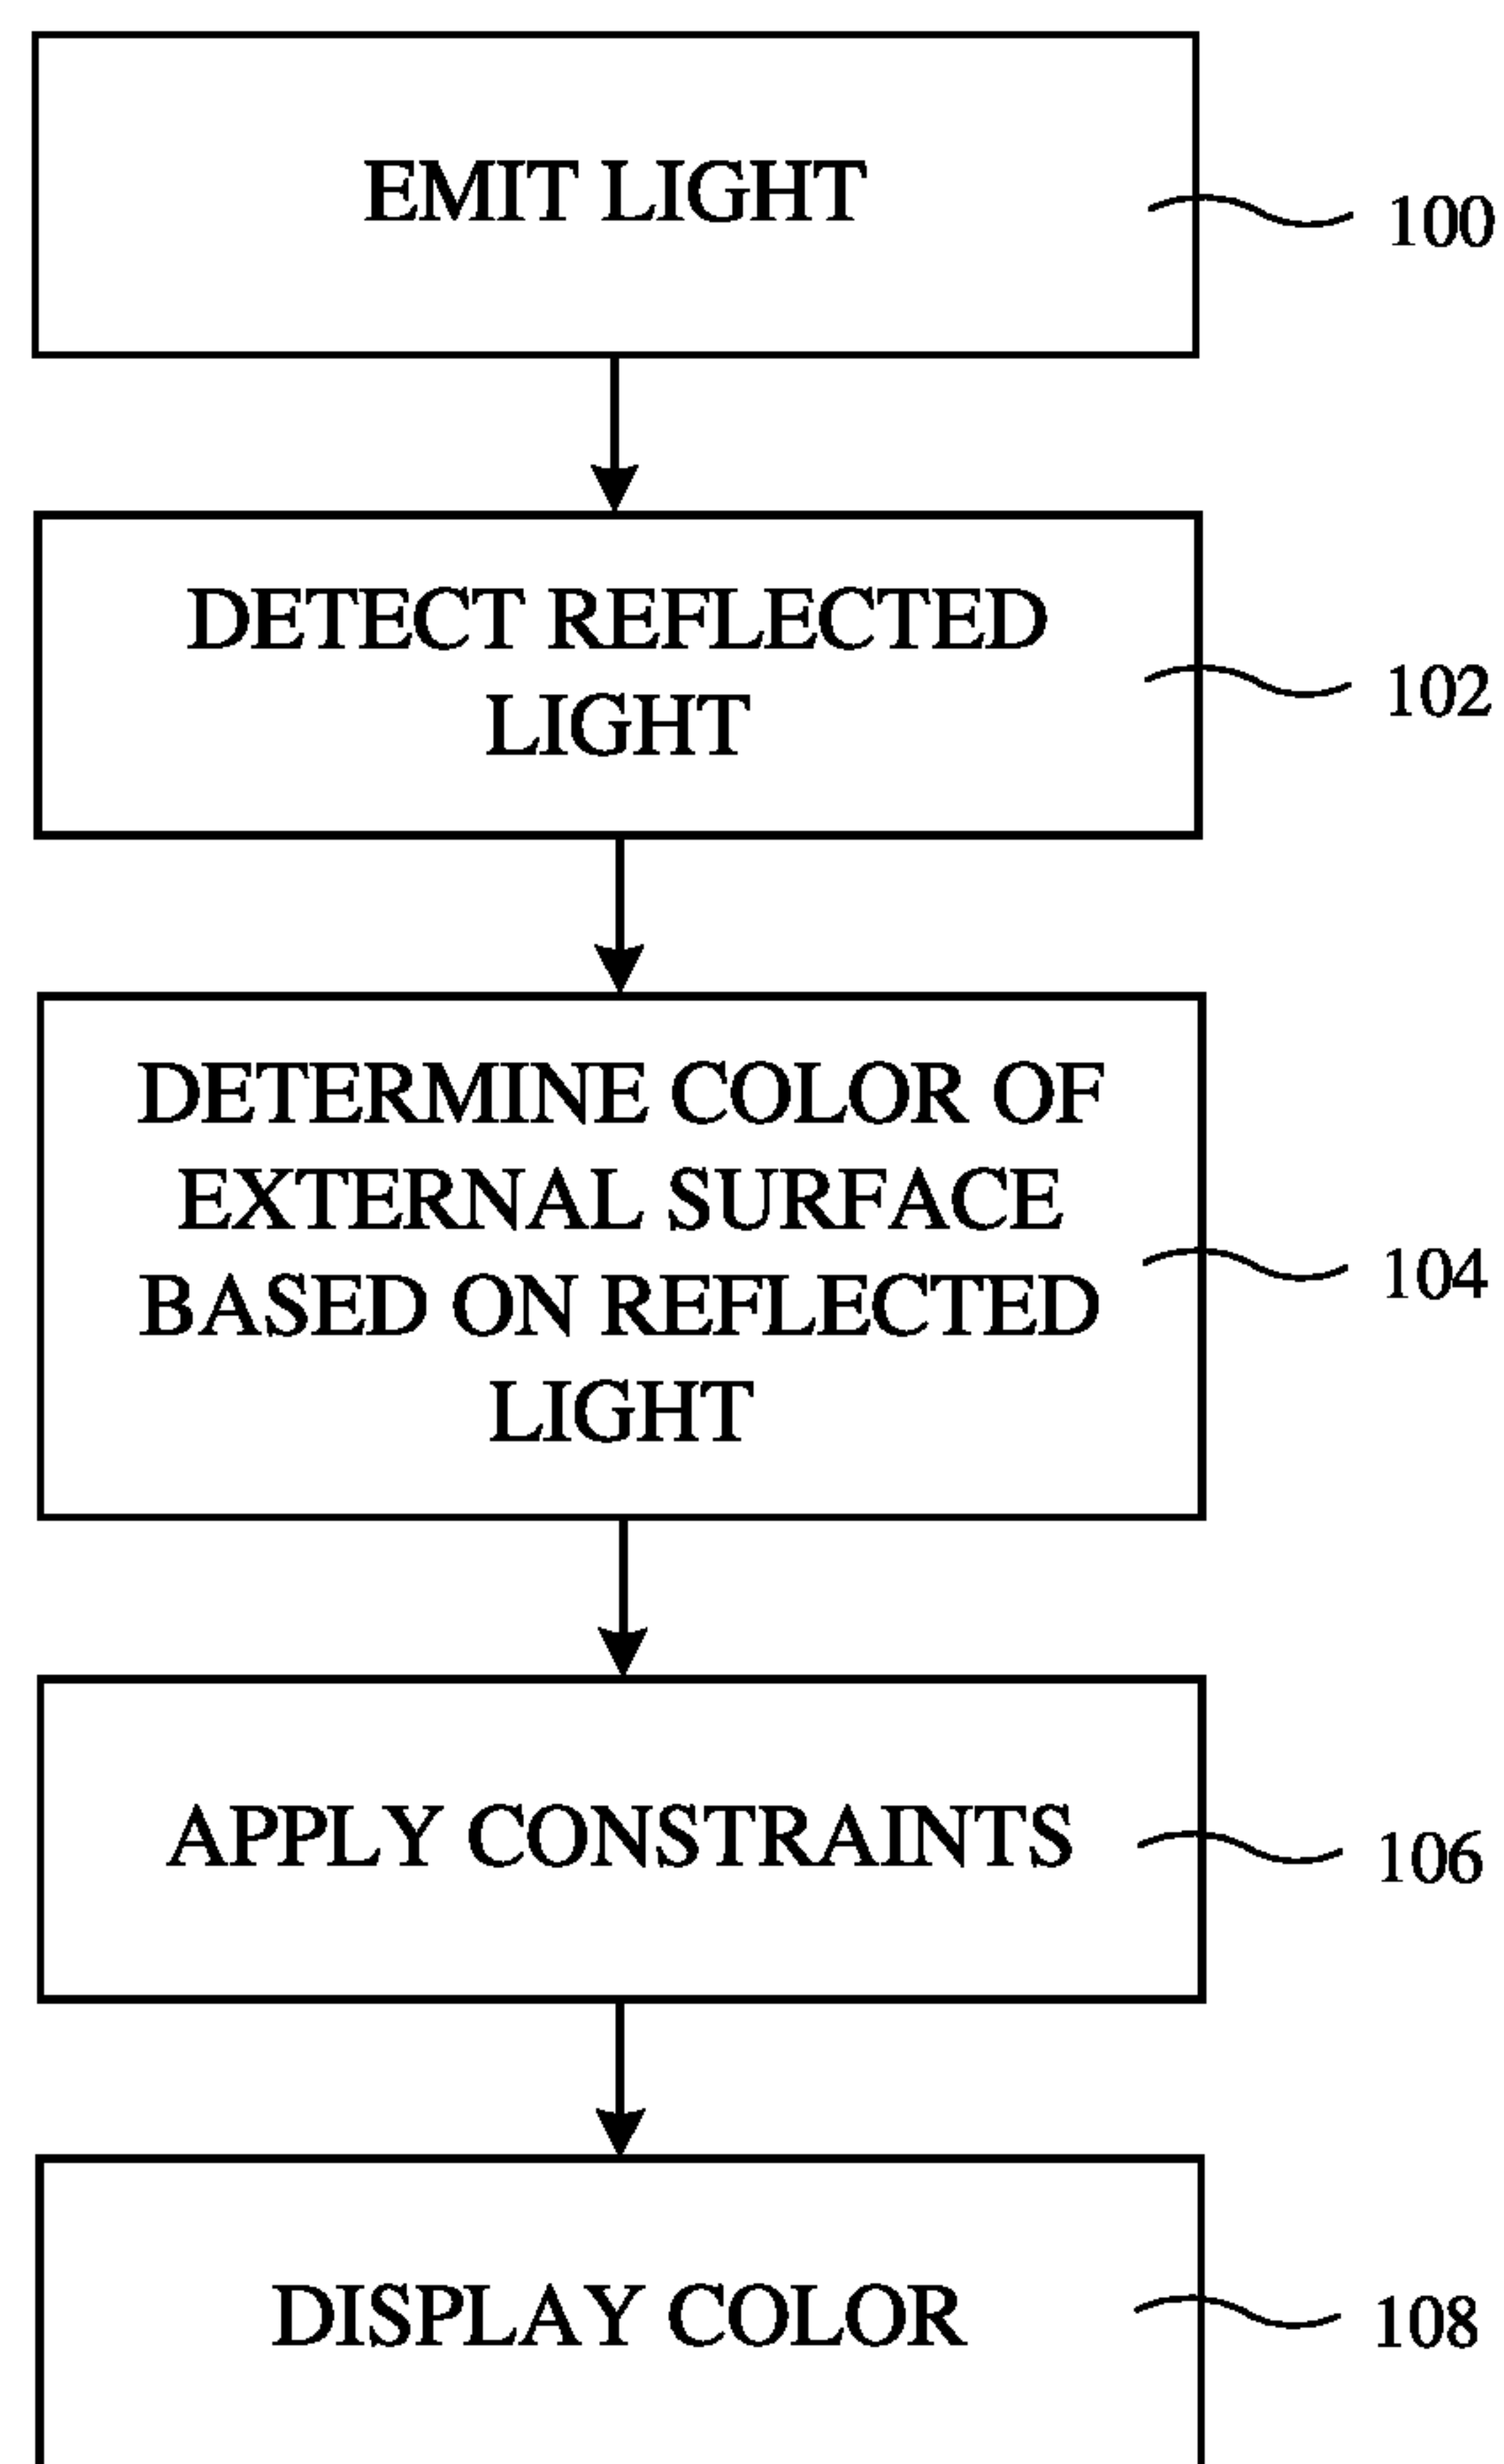 EMIT LIGHT
100
DETECT REFLECTED
LIGHT
102
DETERMINE COLOR OF
EXTERNAL SURFACE
BASED ON REFLECTED
LIGHT
104
APPLY CONSTRAINTS
106
DISPLAY COLOR
108